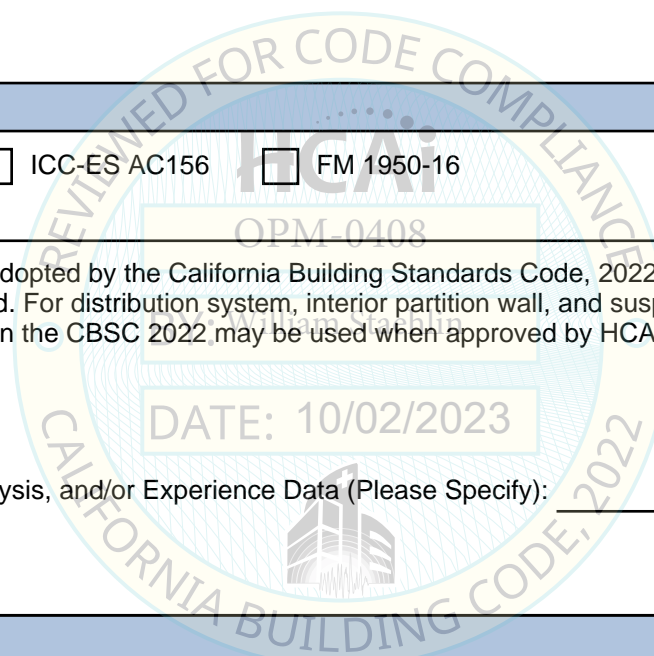 REVIEWED FOR CODE COMPLIANCE
HCAi
ICC-ES AC156 FM 1950-16
OPM-0408
dopted by the California Building Standards Code, 2022
d. For distribution system, interior partition wall, and sus
BY: William Staehlin
n the CBSC 2022 may be used when approved by HCA
DATE: 10/02/2023
ysis, and/or Experience Data (Please Specify):
CALIFORNIA BUILDING CODE, 2022